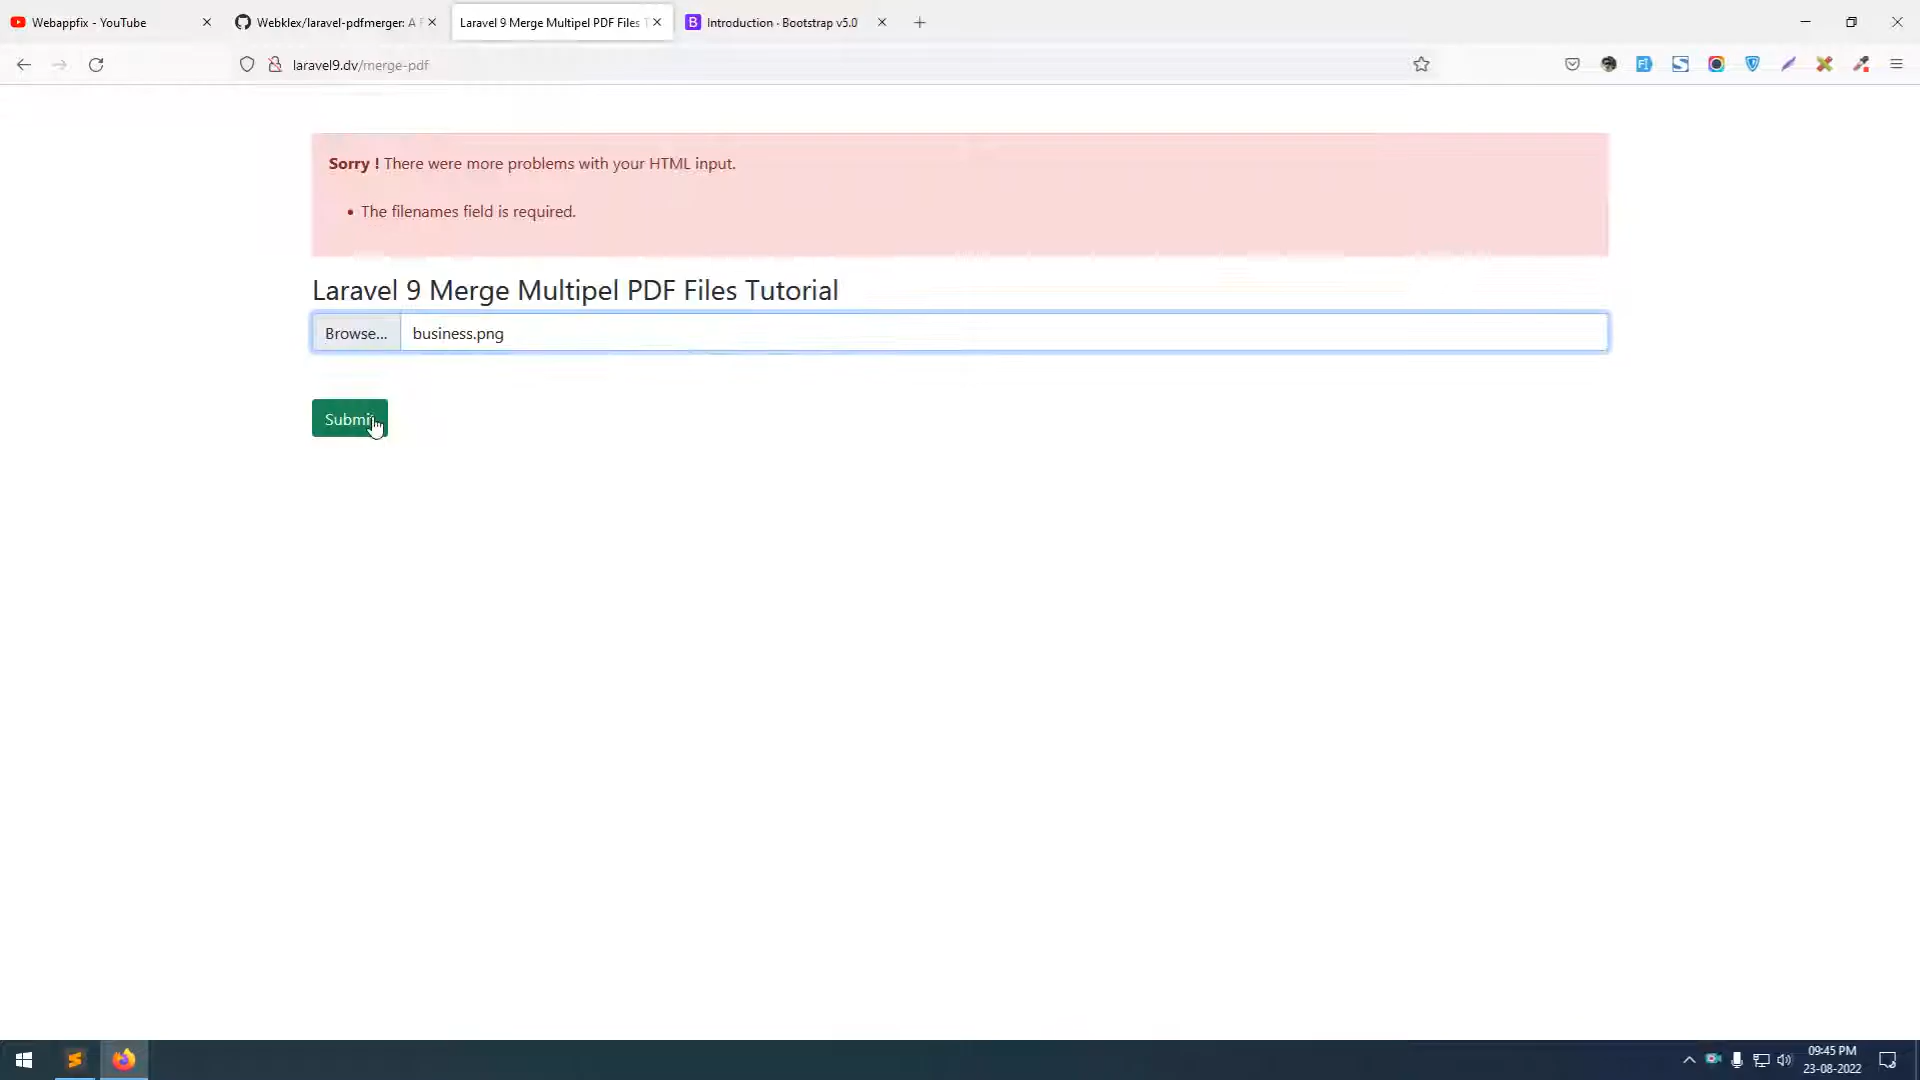 Webappfix - YouTube
Webklex/laravel-pdfmerger: A
Laravel 9 Merge Multipel PDF Files
Introduction · Bootstrap v5.0
laravel9.dv/merge-pdf
Sorry ! There were more problems with your HTML input.
• The filenames field is required.
Laravel 9 Merge Multipel PDF Files Tutorial
Browse... business.png
Submit
09:45 PM
23-08-2022